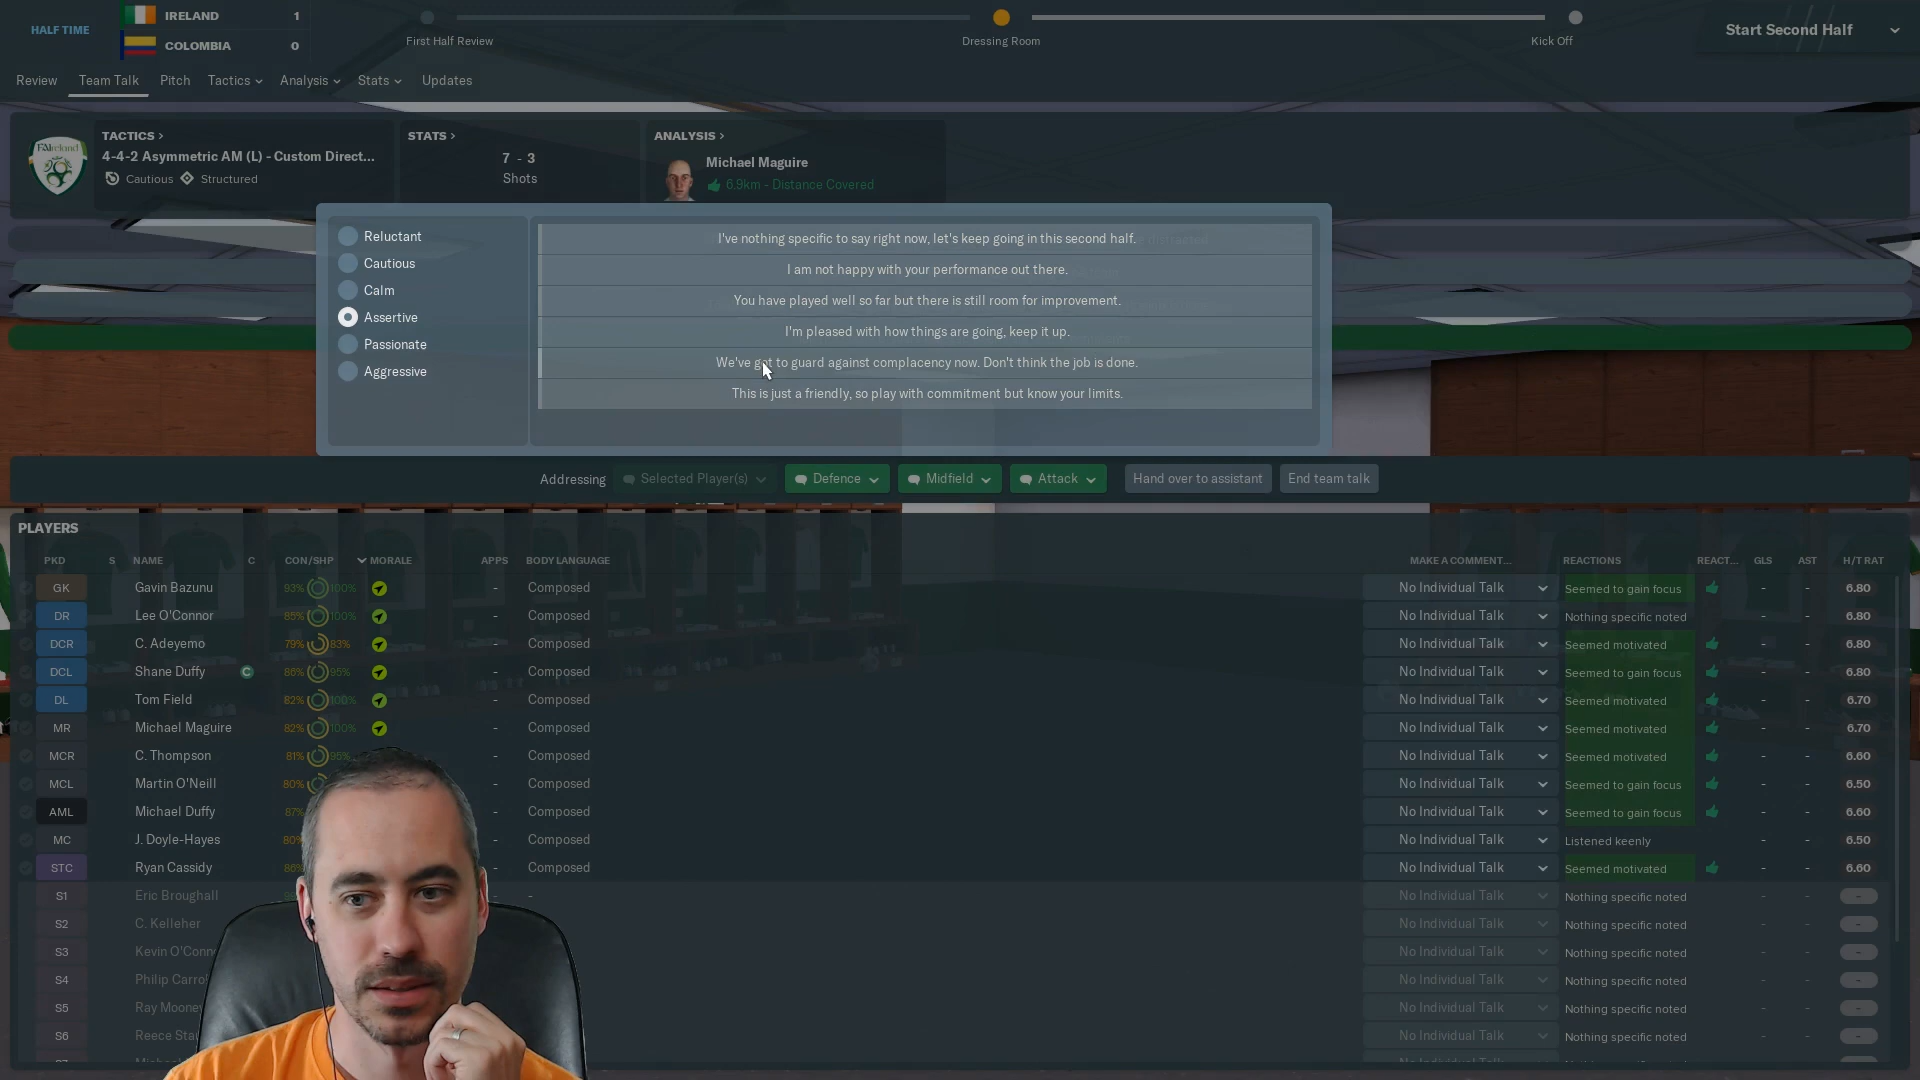 HALF TIME
IRELAND 1
COLOMBIA 0
First Half Review
Dressing Room
Kick Off
Start Second Half
Review
Team Talk
Pitch
Tactics
Analysis
Stats
Updates
TACTICS >
4-4-2 Asymmetric AM (L) - Custom Direct...
Cautious
Structured
STATS >
7 - 3
Shots
ANALYSIS >
Michael Maguire
6.9km - Distance Covered
Reluctant
Cautious
Calm
Assertive
Passionate
Aggressive
I've nothing specific to say right now, let's keep going in this second half.
I am not happy with your performance out there.
You have played well so far but there is still room for improvement.
I'm pleased with how things are going, keep it up.
We've got to guard against complacency now. Don't think the job is done.
This is just a friendly, so play with commitment but know your limits.
Addressing
Selected Player(s)
Defence
Midfield
Attack
Hand over to assistant
End team talk
PLAYERS
PKD S NAME C CON/SHP MORALE APPS BODY LANGUAGE MAKE A COMMENT... REACTIONS REACT... GLS AST H/T RAT
GK Gavin Bazunu 93% 100% - Composed No Individual Talk Seemed to gain focus - - 6.80
DR Lee O'Connor 85% 100% - Composed No Individual Talk Nothing specific noted - - 6.80
DCR C. Adeyemo 79% 83% - Composed No Individual Talk Seemed motivated - - 6.80
DCL Shane Duffy C 86% 95% - Composed No Individual Talk Seemed to gain focus - - 6.80
DL Tom Field 82% 100% - Composed No Individual Talk Seemed motivated - - 6.70
MR Michael Maguire 82% 100% - Composed No Individual Talk Seemed motivated - - 6.70
MCR C. Thompson 81% 95% - Composed No Individual Talk Seemed motivated - - 6.60
MCL Martin O'Neill 80% - Composed No Individual Talk Seemed to gain focus - - 6.50
AML Michael Duffy 87% - Composed No Individual Talk Seemed to gain focus - - 6.60
MC J. Doyle-Hayes 80% - Composed No Individual Talk Listened keenly - - 6.50
STC Ryan Cassidy 86% - Composed No Individual Talk Seemed motivated - - 6.60
S1 Eric Broughall - - No Individual Talk Nothing specific noted - - -
S2 C. Kelleher No Individual Talk Nothing specific noted - - -
S3 Kevin O'Conn No Individual Talk Nothing specific noted - - -
S4 Philip Carro No Individual Talk Nothing specific noted - - -
S5 Ray Mooney No Individual Talk Nothing specific noted - - -
S6 Reece Sta No Individual Talk Nothing specific noted - - -